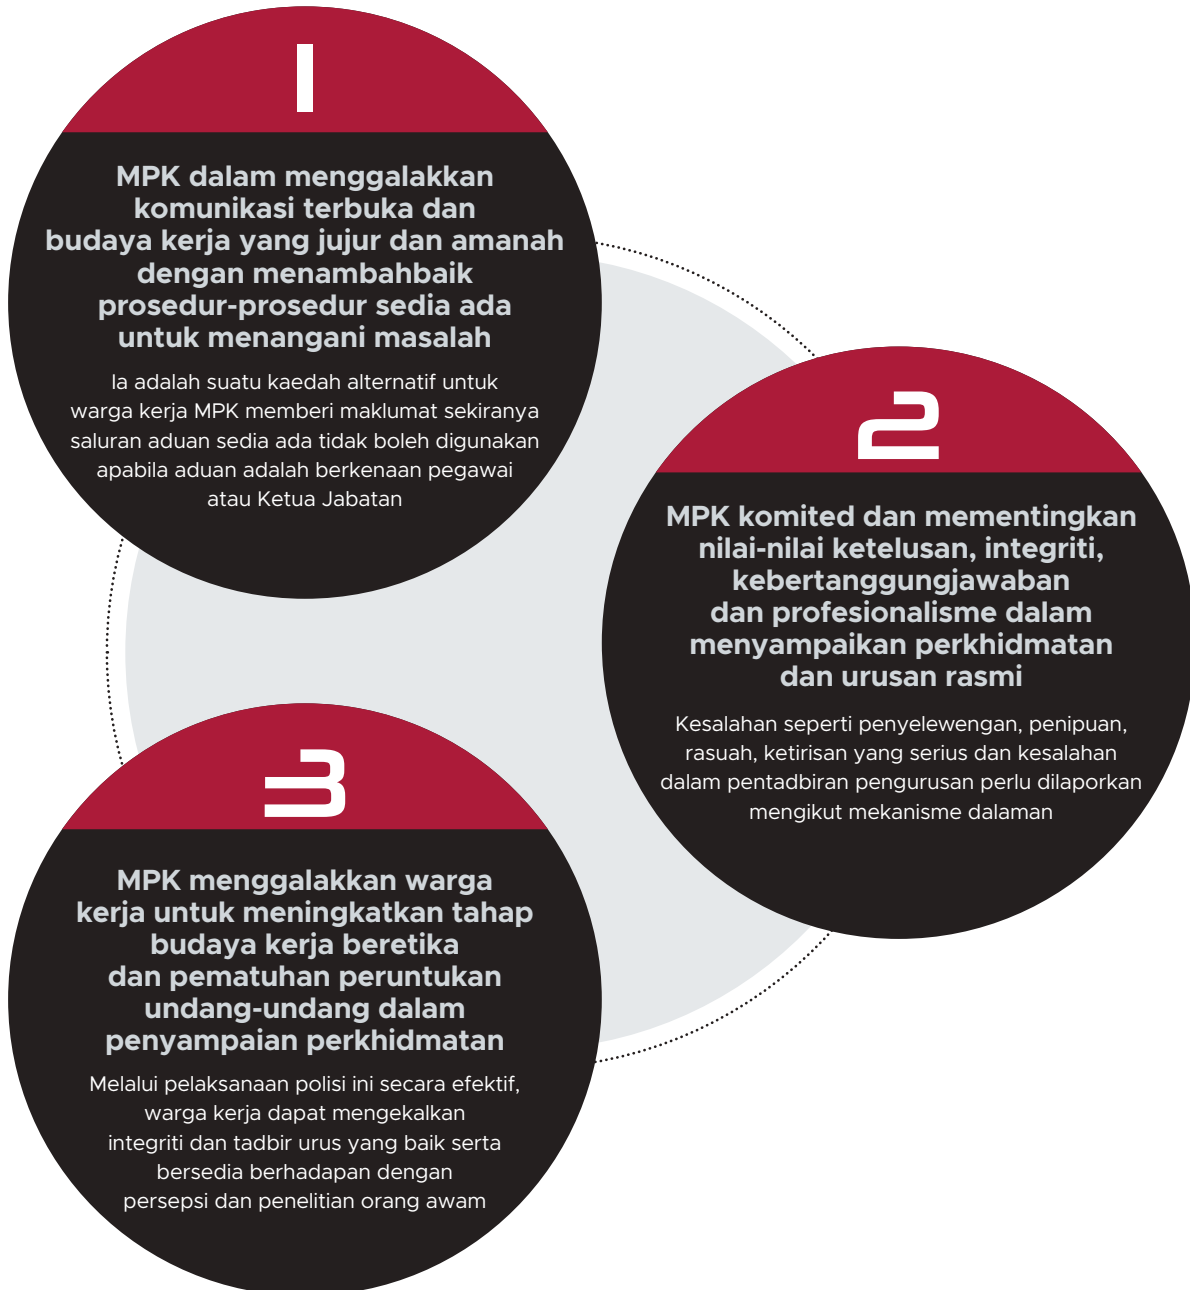 1
MPK dalam menggalakkan
komunikasi terbuka dan
budaya kerja yang jujur dan amanah
dengan menambahbaik
prosedur-prosedur sedia ada
untuk menangani masalah
Ia adalah suatu kaedah alternatif untuk
warga kerja MPK memberi maklumat sekiranya
saluran aduan sedia ada tidak boleh digunakan
apabila aduan adalah berkenaan pegawai
atau Ketua Jabatan
2
MPK komited dan mementingkan
nilai-nilai ketelusan, integriti,
kebertanggungjawaban
dan profesionalisme dalam
menyampaikan perkhidmatan
dan urusan rasmi
Kesalahan seperti penyelewengan, penipuan,
rasuah, ketirisan yang serius dan kesalahan
dalam pentadbiran pengurusan perlu dilaporkan
mengikut mekanisme dalaman
3
MPK menggalakkan warga
kerja untuk meningkatkan tahap
budaya kerja beretika
dan pematuhan peruntukan
undang-undang dalam
penyampaian perkhidmatan
Melalui pelaksanaan polisi ini secara efektif,
warga kerja dapat mengekalkan
integriti dan tadbir urus yang baik serta
bersedia berhadapan dengan
persepsi dan penelitian orang awam